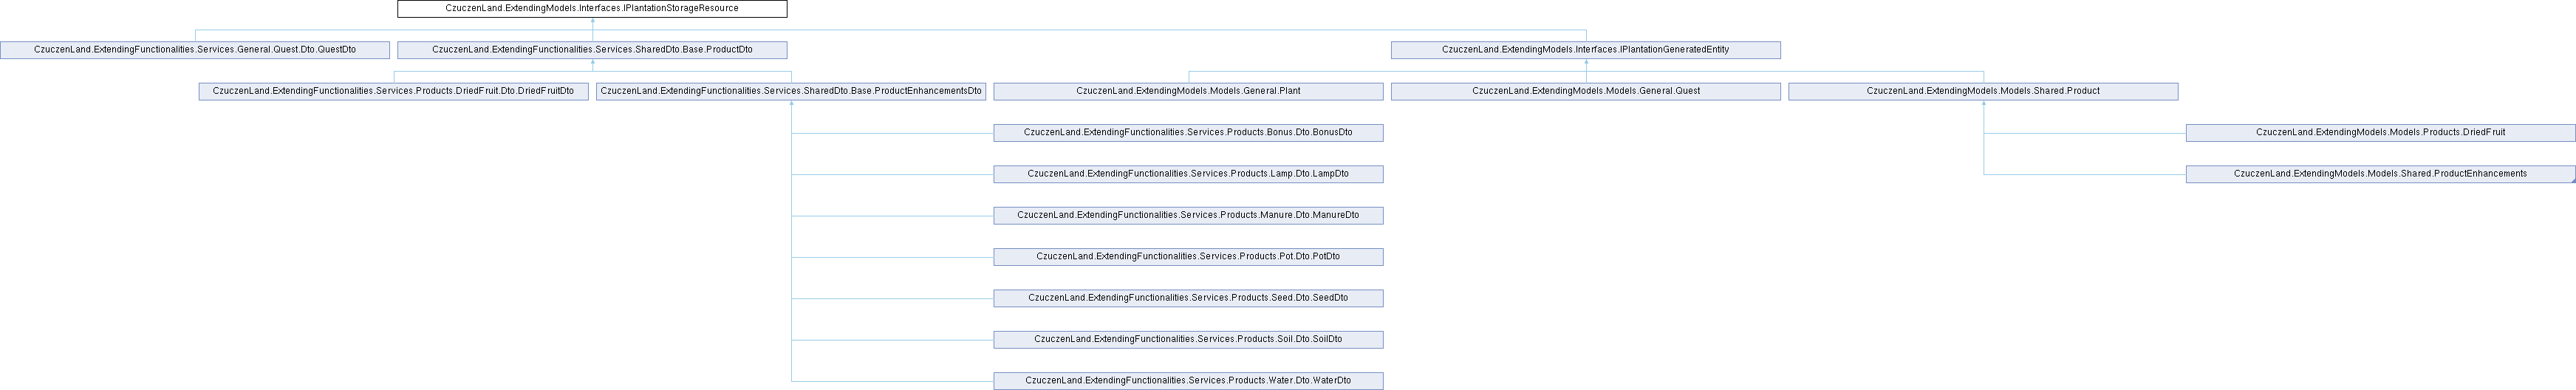 CzuczenLand.ExtendingModels.Interfaces.IPlantationStorageResource
CzuczenLand.ExtendingFunctionalities.Services.General.Quest.Dto.QuestDto
CzuczenLand.ExtendingFunctionalities.Services.SharedDto.Base.ProductDto
CzuczenLand.ExtendingModels.Interfaces.IPlantationGeneratedEntity
CzuczenLand.ExtendingFunctionalities.Services.Products.DriedFruit.Dto.DriedFruitDto
CzuczenLand.ExtendingFunctionalities.Services.SharedDto.Base.ProductEnhancementsDto
CzuczenLand.ExtendingModels.Models.General.Plant
CzuczenLand.ExtendingModels.Models.General.Quest
CzuczenLand.ExtendingModels.Models.Shared.Product
CzuczenLand.ExtendingFunctionalities.Services.Products.Bonus.Dto.BonusDto
CzuczenLand.ExtendingModels.Models.Products.DriedFruit
CzuczenLand.ExtendingFunctionalities.Services.Products.Lamp.Dto.LampDto
CzuczenLand.ExtendingModels.Models.Shared.ProductEnhancements
CzuczenLand.ExtendingFunctionalities.Services.Products.Manure.Dto.ManureDto
CzuczenLand.ExtendingFunctionalities.Services.Products.Pot.Dto.PotDto
CzuczenLand.ExtendingFunctionalities.Services.Products.Seed.Dto.SeedDto
CzuczenLand.ExtendingFunctionalities.Services.Products.Soil.Dto.SoilDto
CzuczenLand.ExtendingFunctionalities.Services.Products.Water.Dto.WaterDto